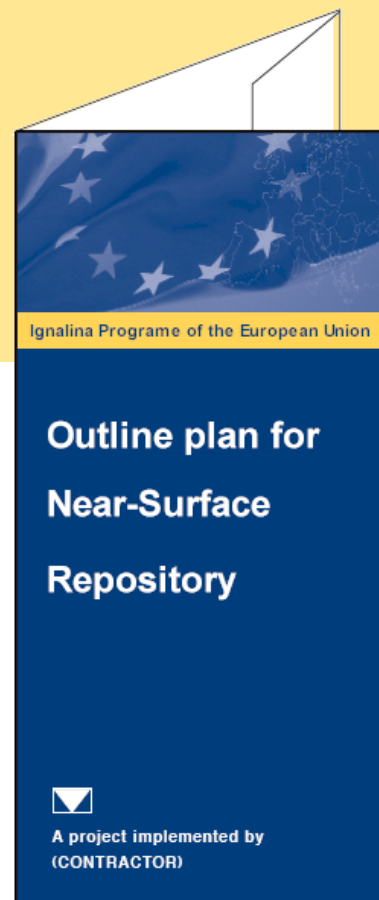 Ignalina Programe of the European Union
Outline plan for
Near-Surface
Repository
A project implemented by
(CONTRACTOR)